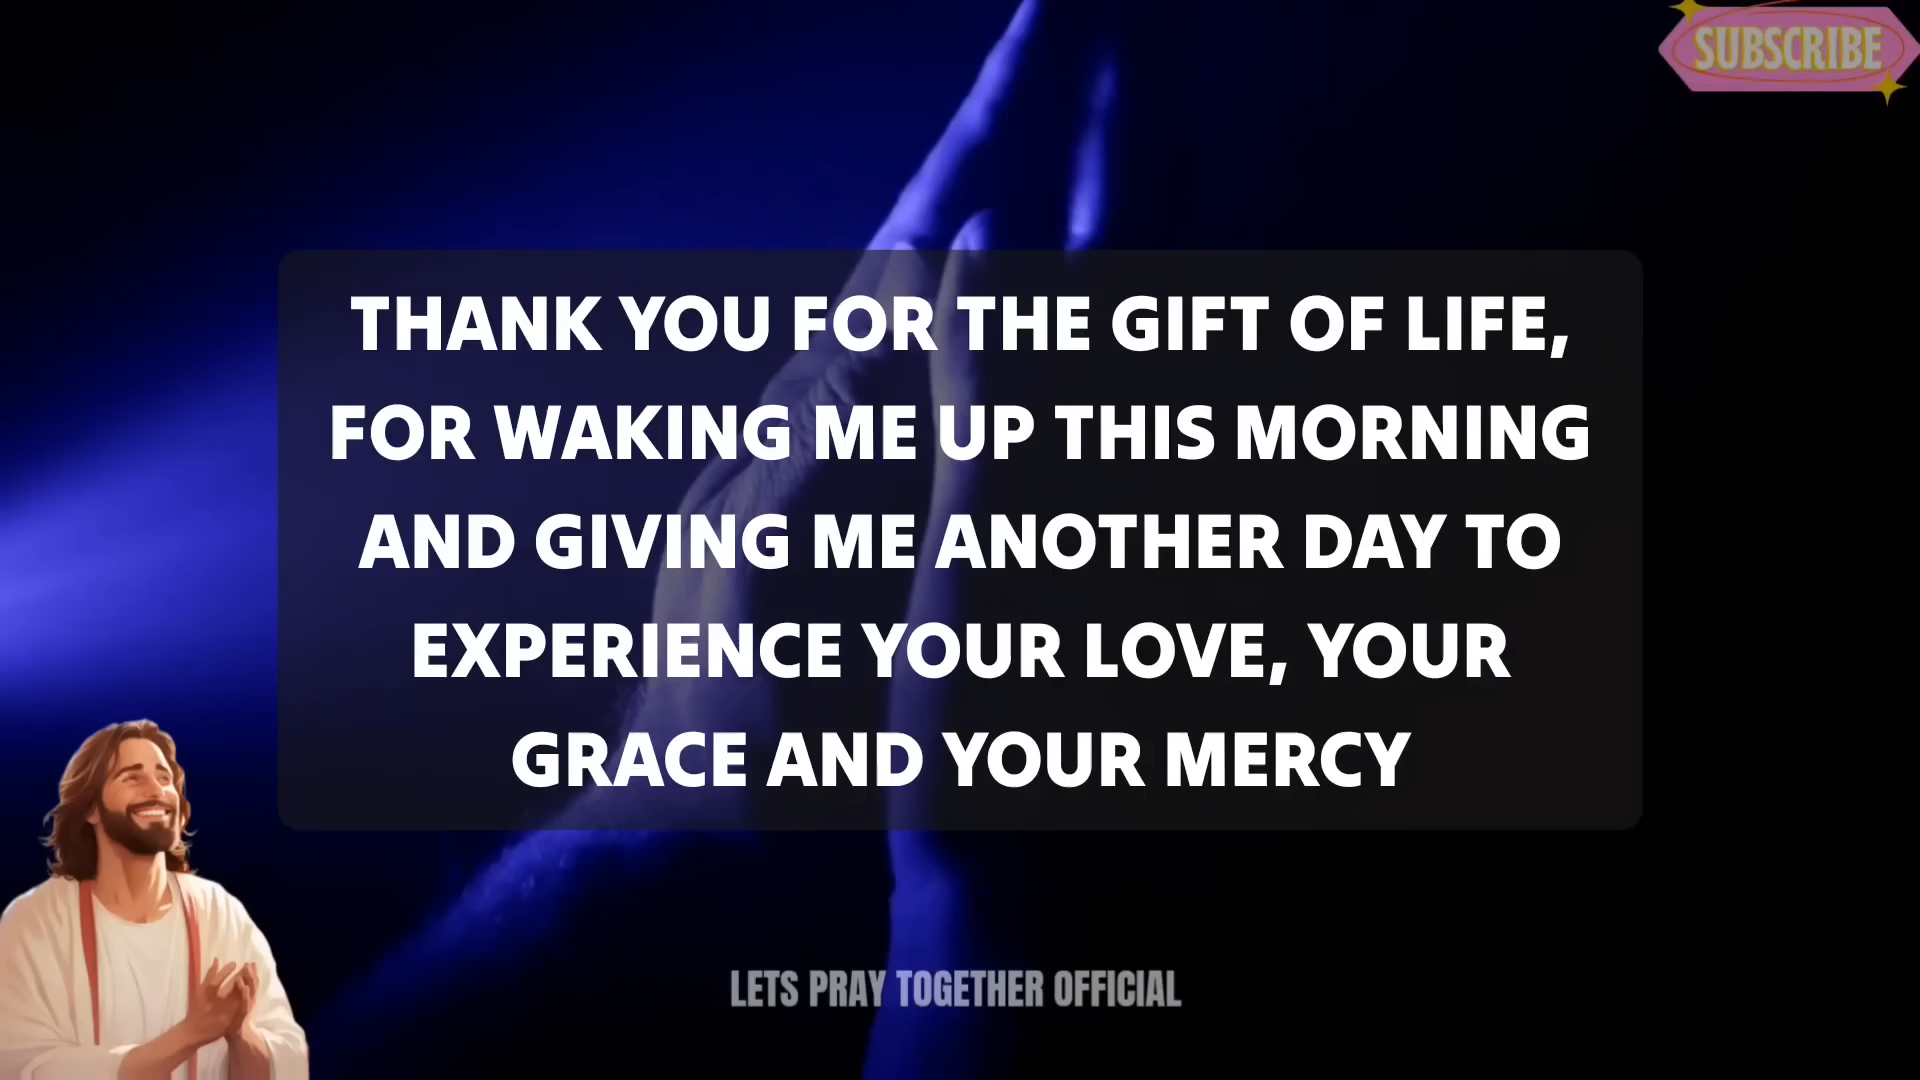 SUBSCRIBE
THANK YOU FOR THE GIFT OF LIFE,
FOR WAKING ME UP THIS MORNING
AND GIVING ME ANOTHER DAY TO
EXPERIENCE YOUR LOVE, YOUR
GRACE AND YOUR MERCY
LETS PRAY TOGETHER OFFICIAL